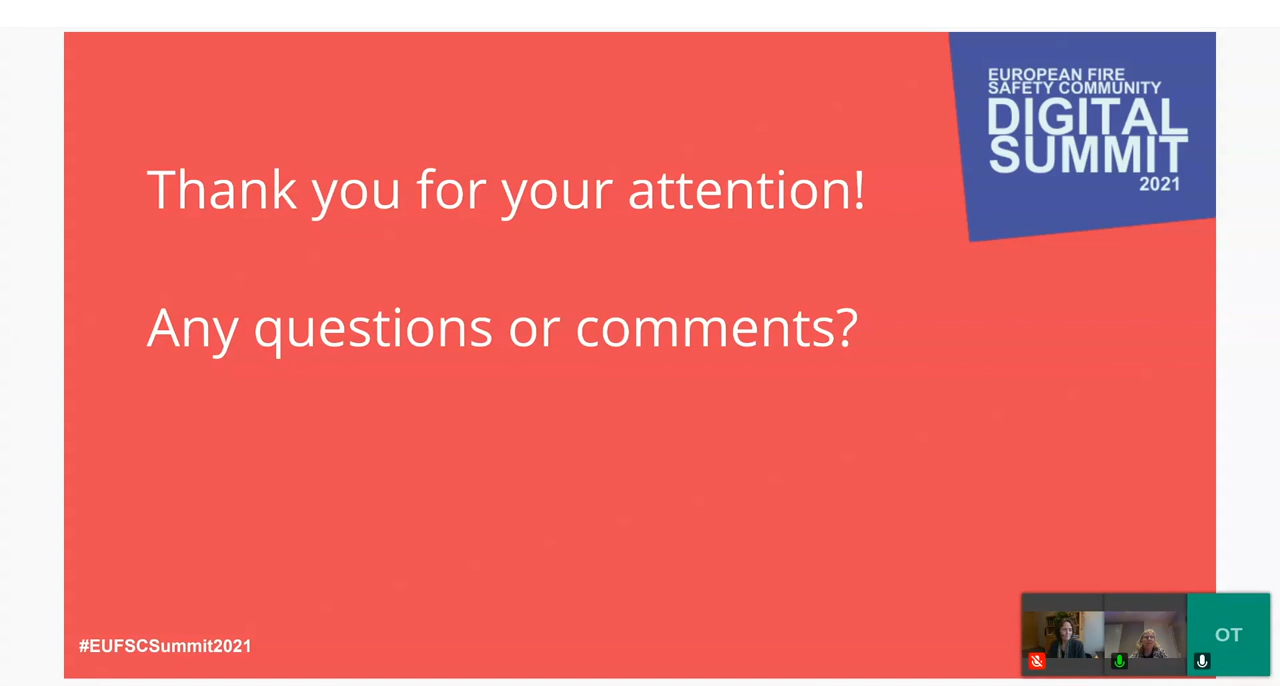 EUROPEAN FIRE
SAFETY COMMUNITY
DIGITAL
SUMMIT
2021
Thank you for your attention!
Any questions or comments?
#EUFSCSummit2021
OT